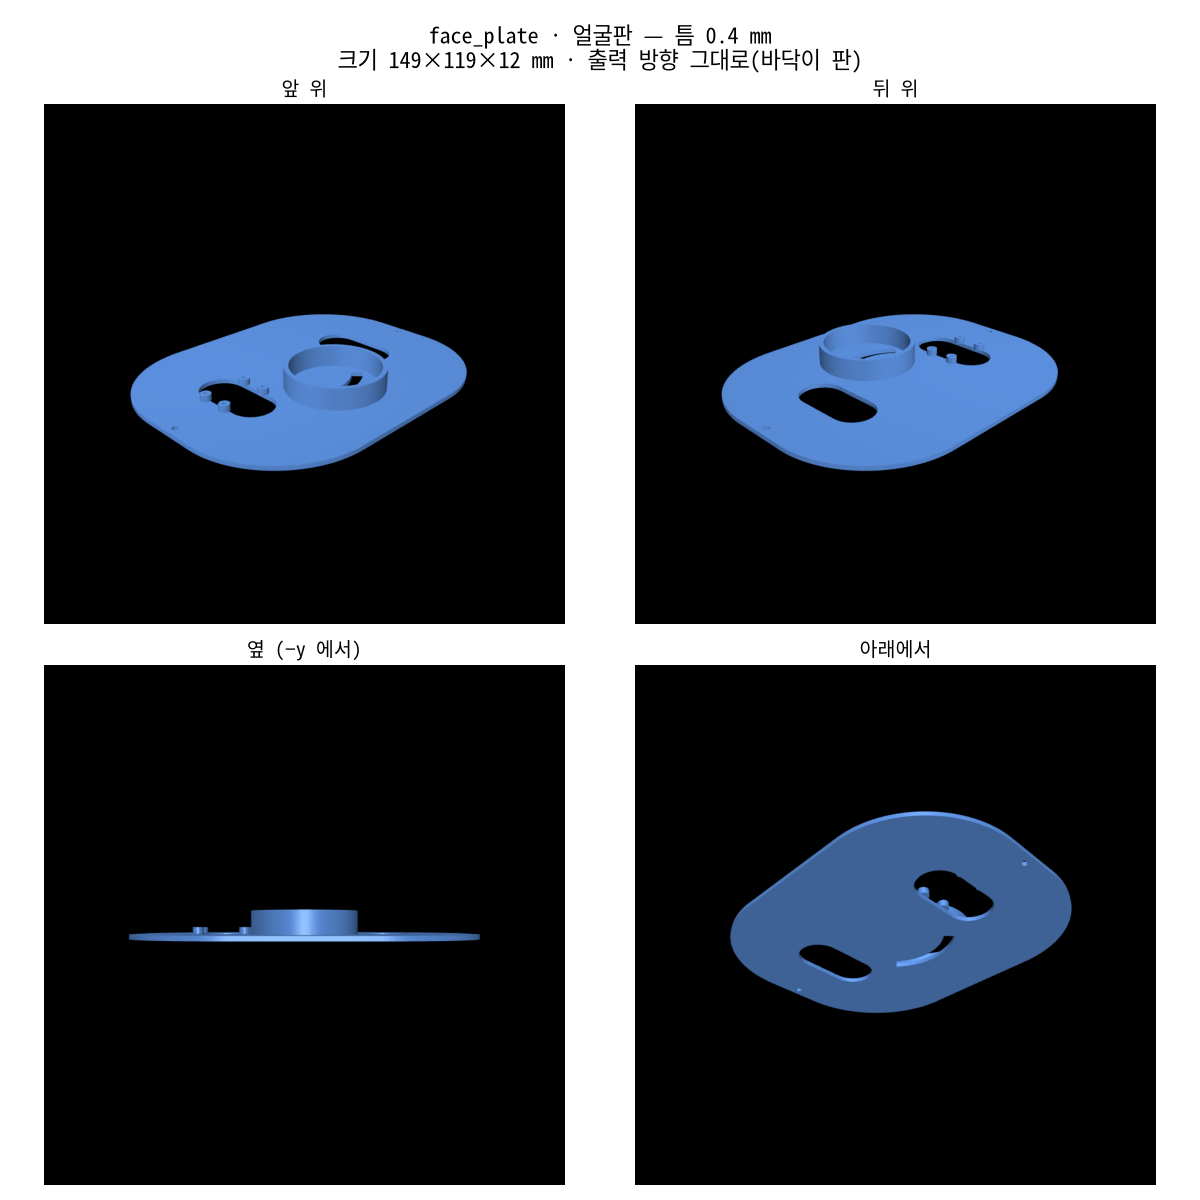 face_plate · 얼굴판 — 틈 0.4 mm
크기 149×119×12 mm · 출력 방향 그대로(바닥이 판)
앞 위
뒤 위
옆 (−y 에서)
아래에서